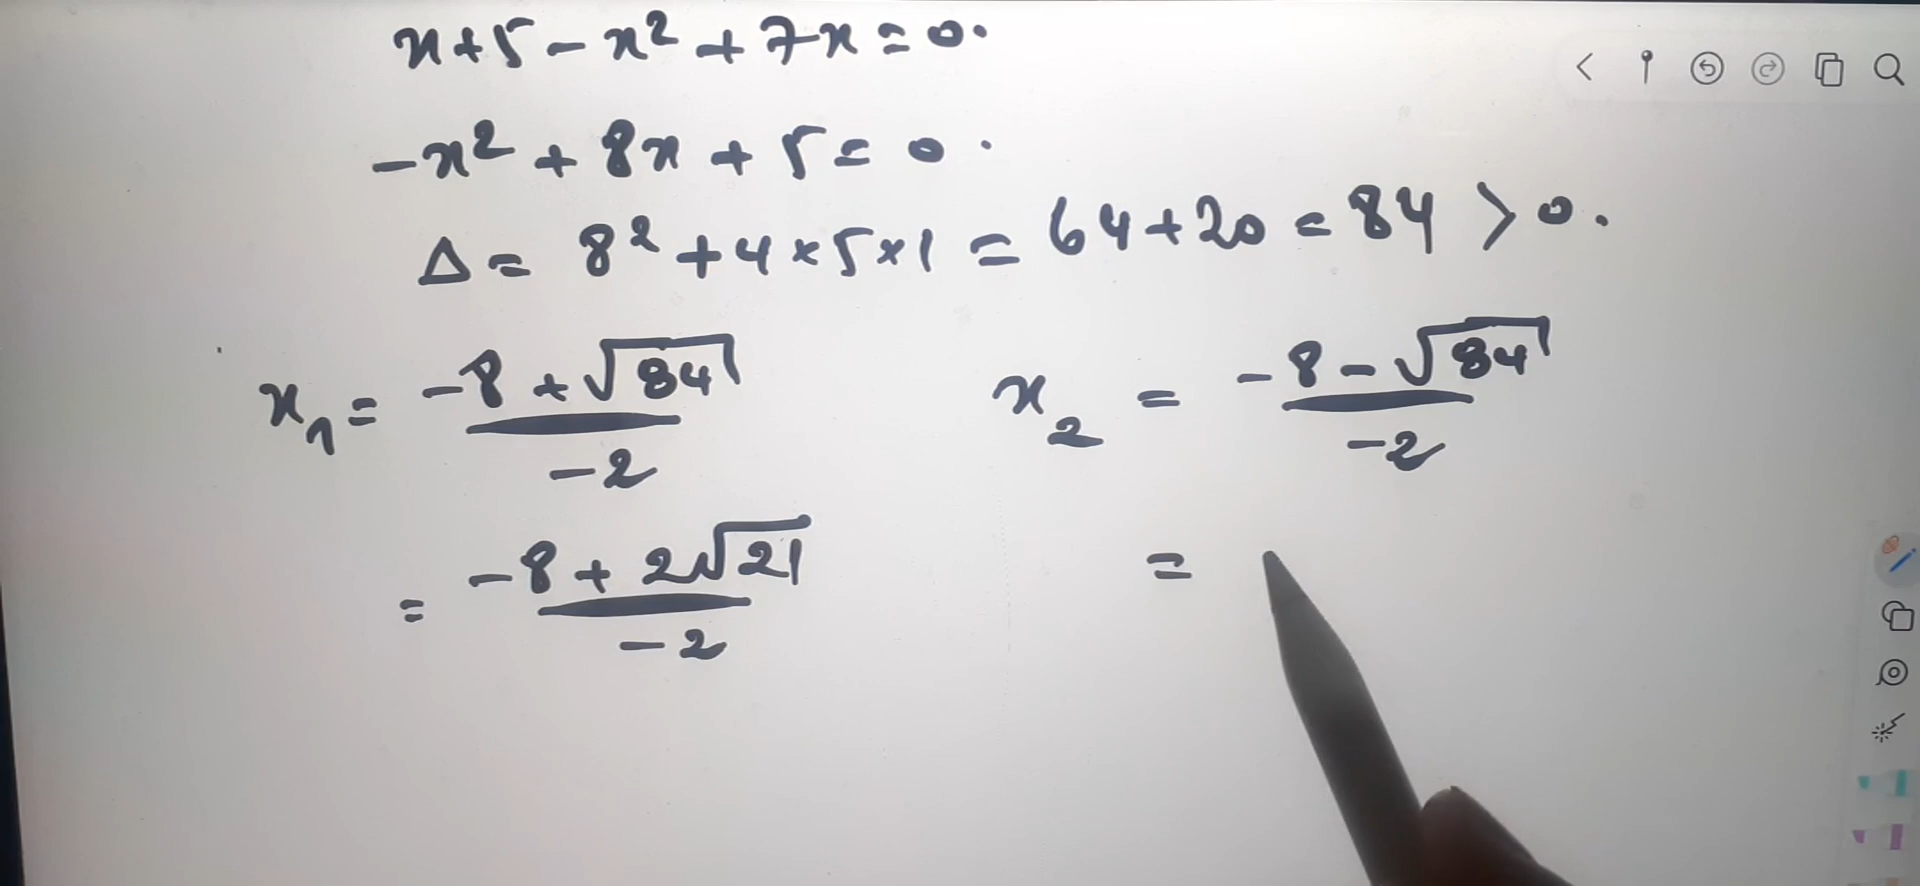 x+5-x²+7x=0.
-x²+8x+5=0.
Δ=8²+4×5×1=64+20=84>0.
x₁=(-8+√84)/(-2) x₂=(-8-√84)/(-2)
=(-8+2√21)/(-2) =